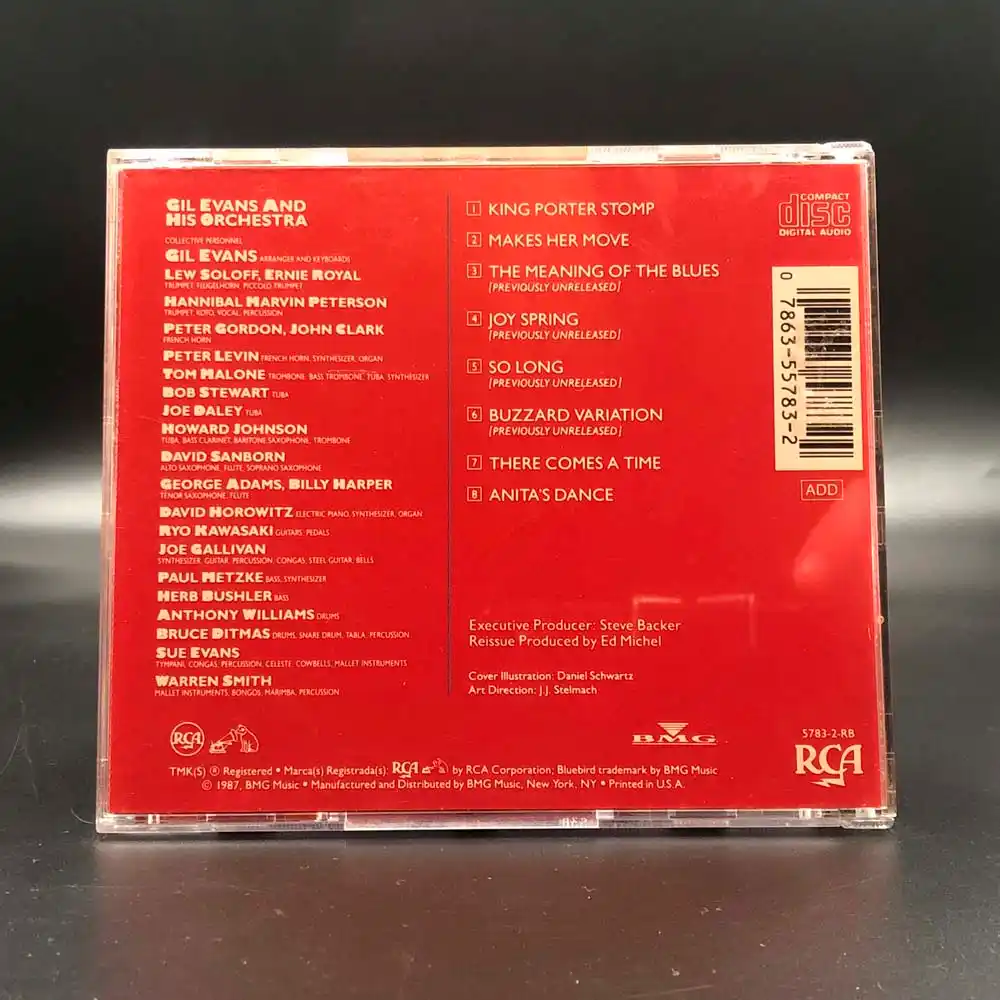 GIL EVANS AND
HIS ORCHESTRA
COLLECTIVE PERSONNEL
GIL EVANS ARRANGER AND KEYBOARDS
LEW SOLOFF, ERNIE ROYAL
TRUMPET, FLUGELHORN, PICCOLO TRUMPET
HANNIBAL MARVIN PETERSON
TRUMPET, KOTO, VOCAL, PERCUSSION
PETER GORDON, JOHN CLARK
FRENCH HORN
PETER LEVIN FRENCH HORN, SYNTHESIZER, ORGAN
TOM MALONE TROMBONE, BASS TROMBONE, TUBA, SYNTHESIZER
BOB STEWART TUBA
JOE DALEY TUBA
HOWARD JOHNSON
TUBA, BASS CLARINET, BARITONE SAXOPHONE, TROMBONE
DAVID SANBORN
ALTO SAXOPHONE, FLUTE, SOPRANO SAXOPHONE
GEORGE ADAMS, BILLY HARPER
TENOR SAXOPHONE, FLUTE
DAVID HOROWITZ ELECTRIC PIANO, SYNTHESIZER, ORGAN
RYO KAWASAKI GUITARS, PEDALS
JOE GALLIVAN
SYNTHESIZER, GUITAR, PERCUSSION, CONGAS, STEEL GUITAR, BELLS
PAUL METZKE BASS, SYNTHESIZER
HERB BUSHLER BASS
ANTHONY WILLIAMS DRUMS
BRUCE DITMAS DRUMS, SNARE DRUM, TABLA, PERCUSSION
SUE EVANS
TYMPANI, CONGAS, PERCUSSION, CELESTE, COWBELLS, MALLET INSTRUMENTS
WARREN SMITH
MALLET INSTRUMENTS, BONGOS, MARIMBA, PERCUSSION
1 KING PORTER STOMP
2 MAKES HER MOVE
3 THE MEANING OF THE BLUES
[PREVIOUSLY UNRELEASED]
4 JOY SPRING
[PREVIOUSLY UNRELEASED]
5 SO LONG
[PREVIOUSLY UNRELEASED]
6 BUZZARD VARIATION
[PREVIOUSLY UNRELEASED]
7 THERE COMES A TIME
8 ANITA'S DANCE
COMPACT
disc
DIGITAL AUDIO
0 7863-55783-2
ADD
Executive Producer: Steve Backer
Reissue Produced by Ed Michel
Cover Illustration: Daniel Schwartz
Art Direction: J.J. Stelmach
RCA
BMG
5783-2-RB
RCA
TMK(S) ® Registered • Marca(s) Registrada(s): RCA by RCA Corporation; Bluebird trademark by BMG Music
© 1987, BMG Music • Manufactured and Distributed by BMG Music, New York, NY • Printed in U.S.A.